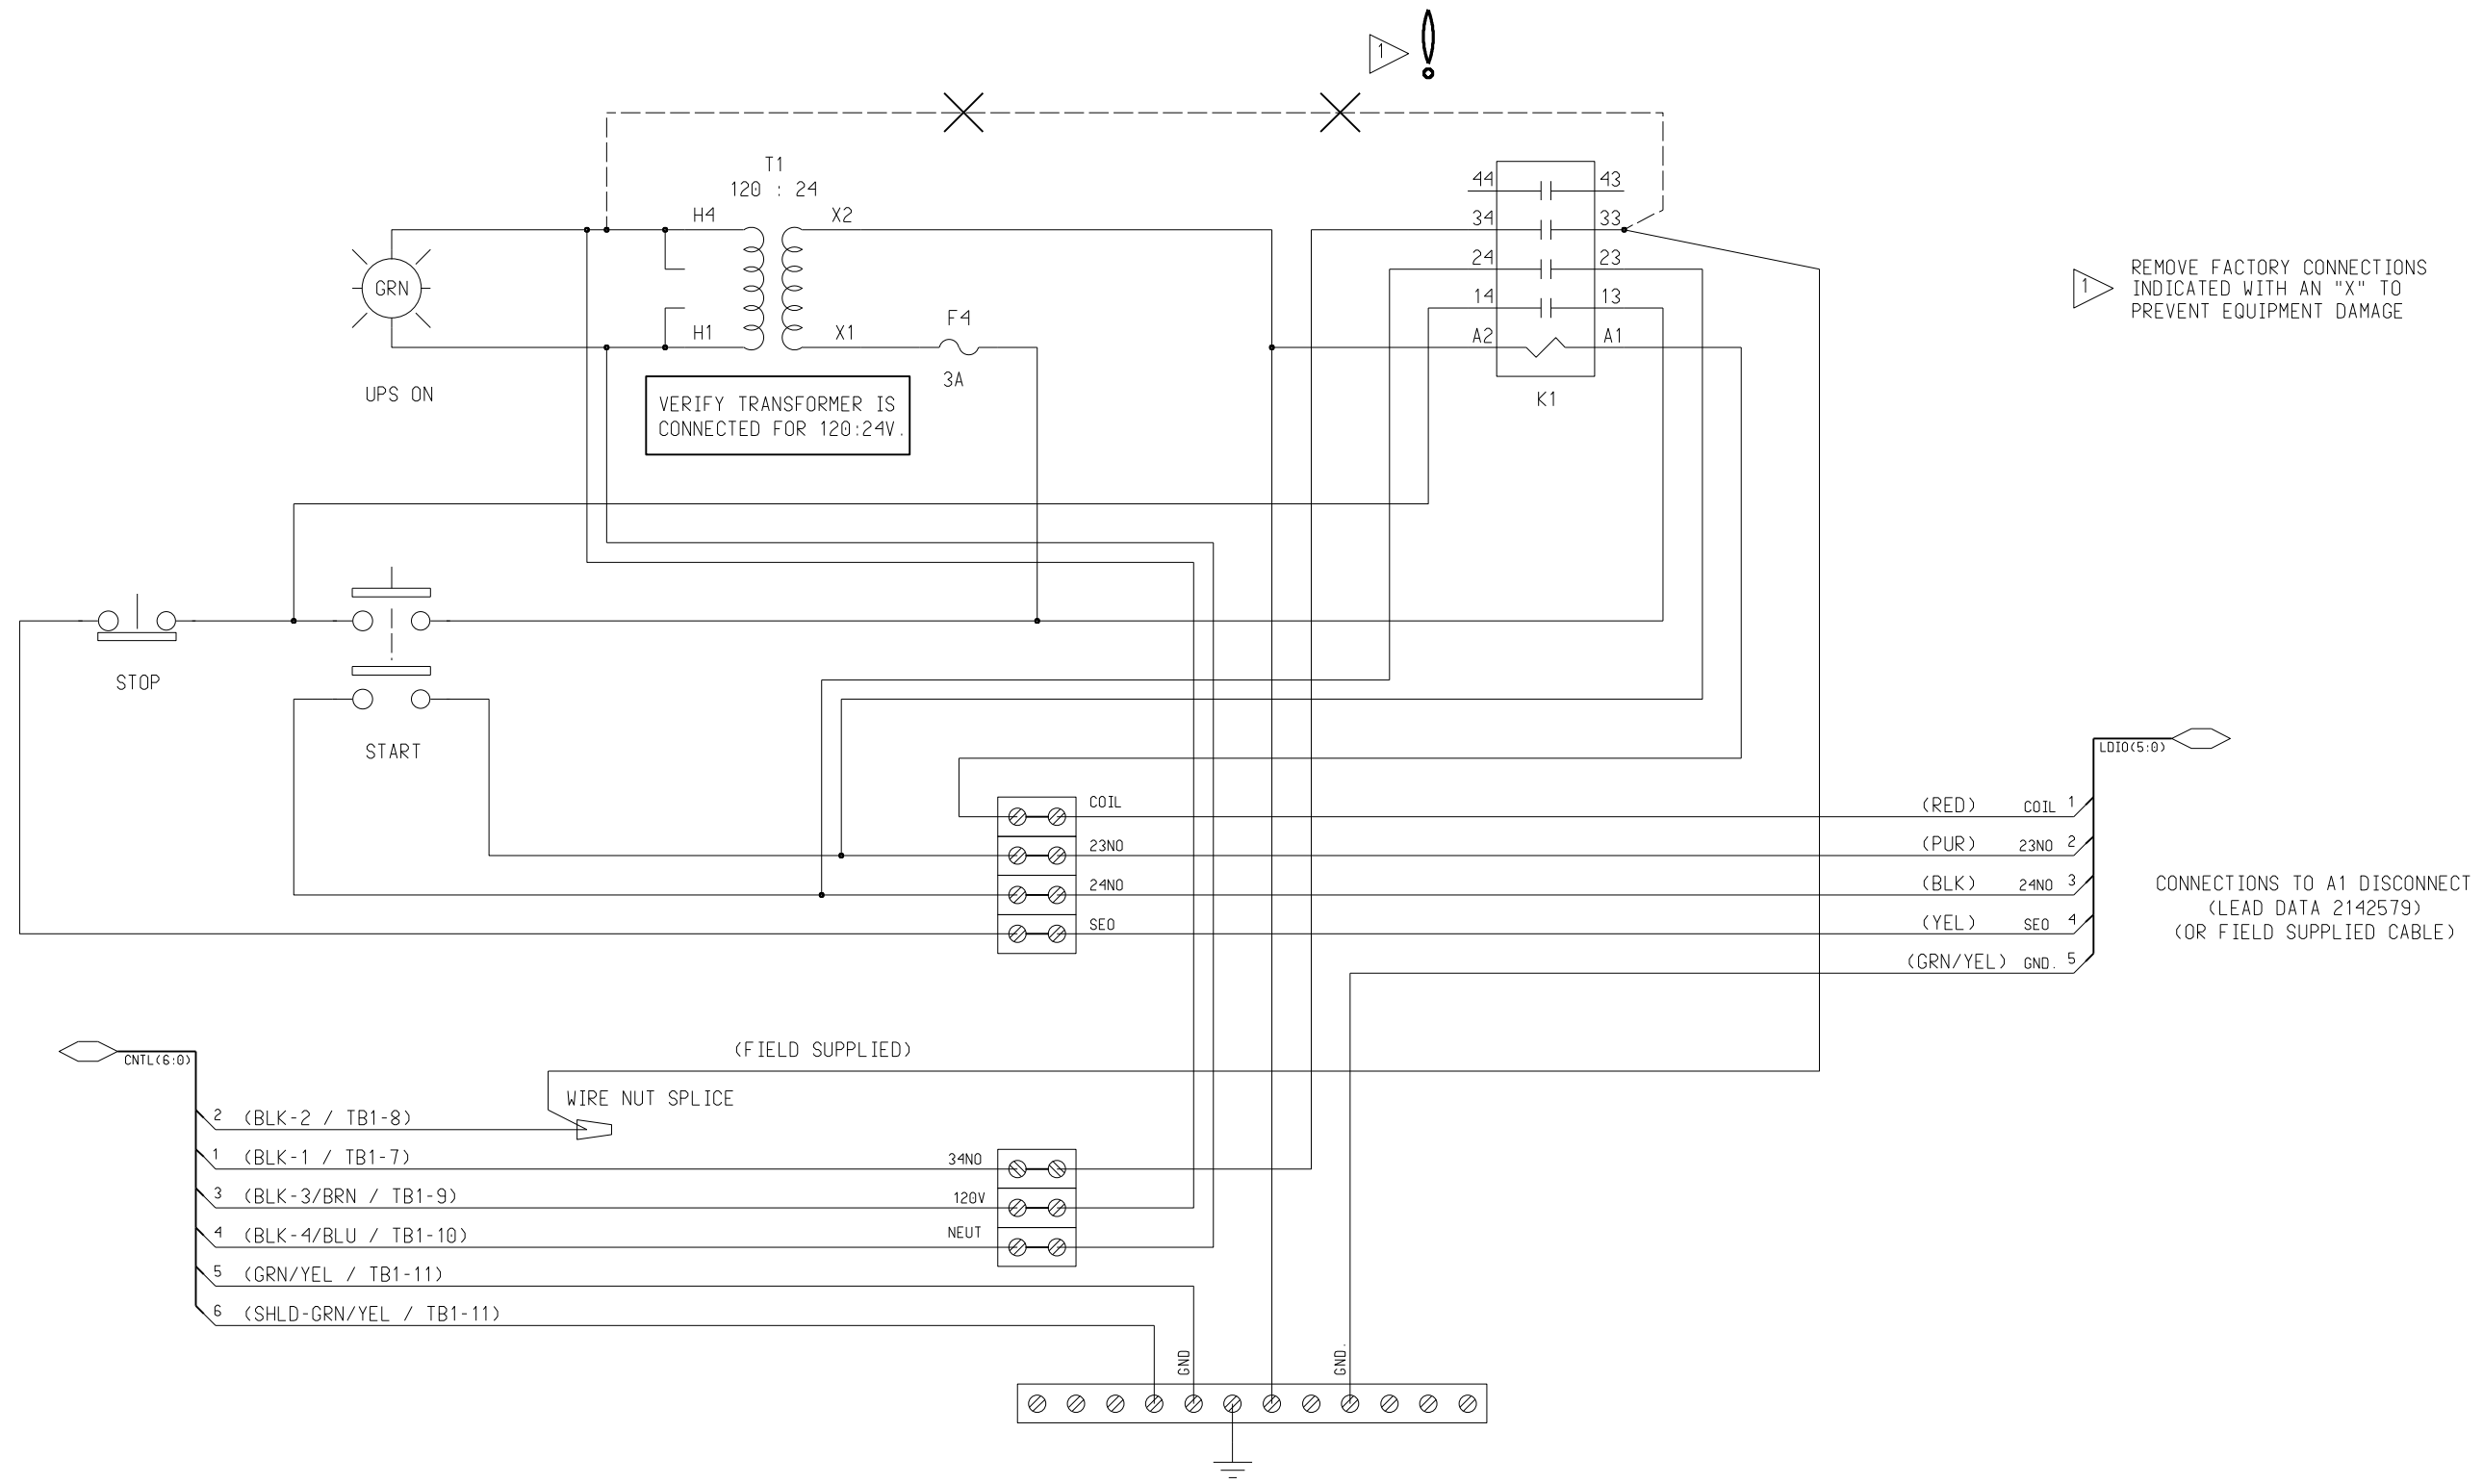 1
T1
120 : 24
H4
X2
44
43
34
33
24
23
14
13
A2
A1
K1
GRN
UPS ON
H1
X1
F4
3A
VERIFY TRANSFORMER IS
CONNECTED FOR 120:24V.
1
REMOVE FACTORY CONNECTIONS
INDICATED WITH AN "X" TO
PREVENT EQUIPMENT DAMAGE
STOP
START
LDIO(5:0)
COIL
(RED) COIL 1
23NO
(PUR) 23NO 2
24NO
(BLK) 24NO 3
SEO
(YEL) SEO 4
(GRN/YEL) GND. 5
CONNECTIONS TO A1 DISCONNECT
(LEAD DATA 2142579)
(OR FIELD SUPPLIED CABLE)
CNTL(6:0)
(FIELD SUPPLIED)
WIRE NUT SPLICE
2 (BLK-2 / TB1-8)
1 (BLK-1 / TB1-7)
34NO
3 (BLK-3/BRN / TB1-9)
120V
4 (BLK-4/BLU / TB1-10)
NEUT
5 (GRN/YEL / TB1-11)
6 (SHLD-GRN/YEL / TB1-11)
GND
GND.